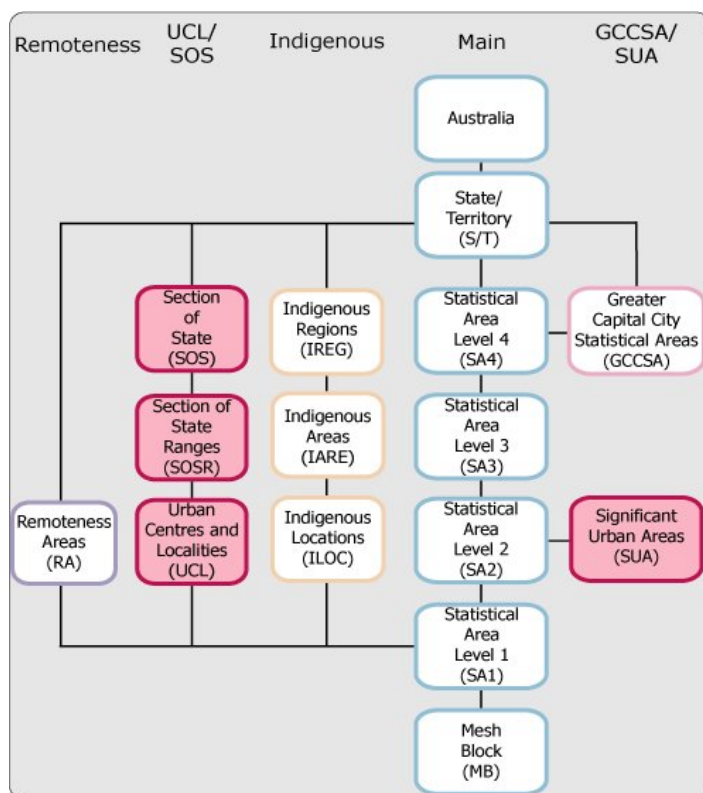 Remoteness
UCL/
SOS
Indigenous
Main
GCCSA/
SUA
Australia
State/
Territory
(S/T)
Section
of
State
(SOS)
Indigenous
Regions
(IREG)
Statistical
Area
Level 4
(SA4)
Greater
Capital City
Statistical Areas
(GCCSA)
Section of
State
Ranges
(SOSR)
Indigenous
Areas
(IARE)
Statistical
Area
Level 3
(SA3)
Remoteness
Areas
(RA)
Urban
Centres and
Localities
(UCL)
Indigenous
Locations
(ILOC)
Statistical
Area
Level 2
(SA2)
Significant
Urban Areas
(SUA)
Statistical
Area
Level 1
(SA1)
Mesh
Block
(MB)